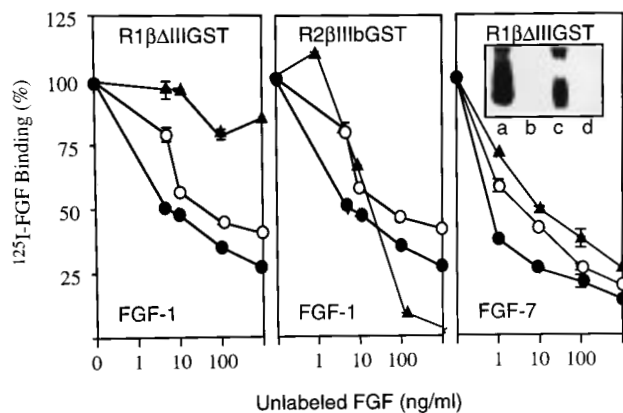 R1βΔIIIGST
R2βIIIbGST
R1βΔIIIGST
125I-FGF Binding (%)
125
100
75
50
25
a b c d
FGF-1
FGF-1
FGF-7
0 1 10 100
1 10 100
1 10 100
Unlabeled FGF (ng/ml)